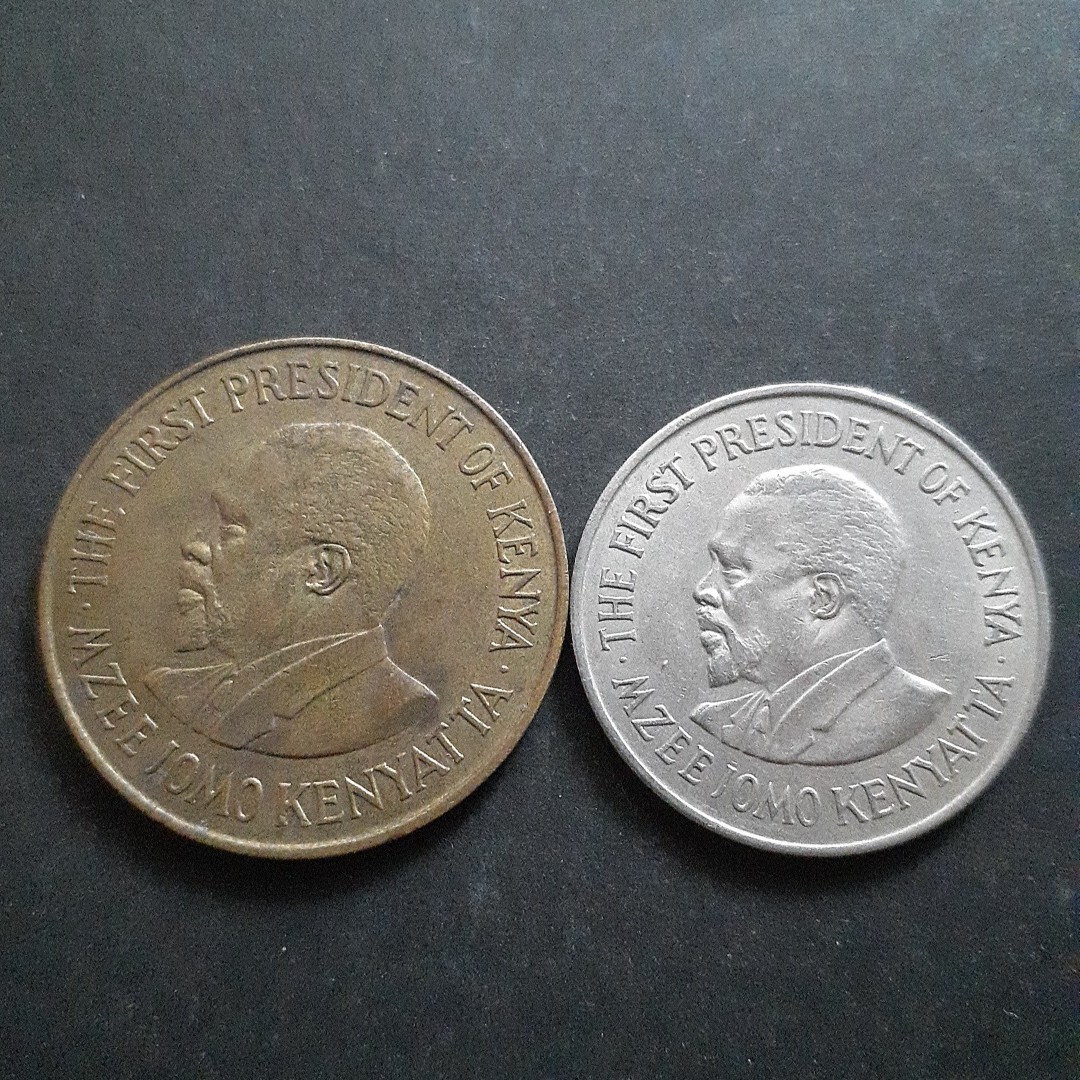 · THE FIRST PRESIDENT OF KENYA ·
MZEE JOMO KENYATTA
· THE FIRST PRESIDENT OF KENYA ·
MZEE JOMO KENYATTA